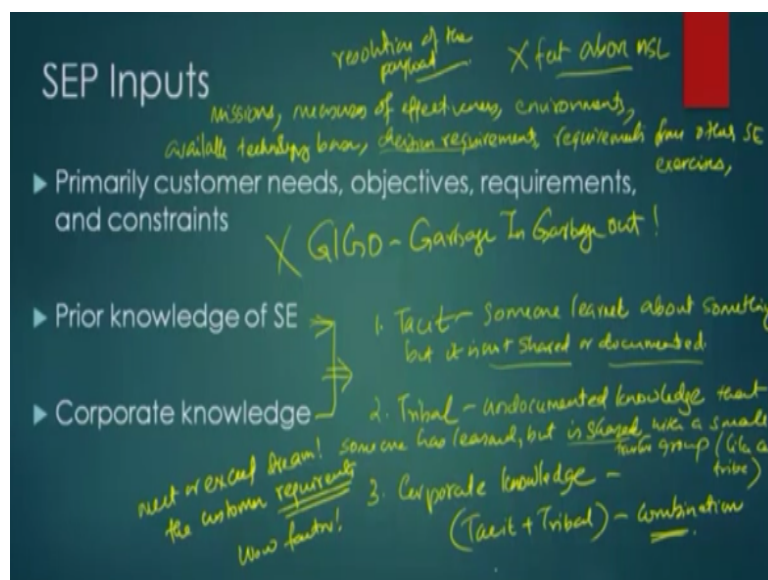 resolution of the
payload
X feet above MSL
SEP Inputs
missions, measures of effectiveness, environments,
available technology base, decision requirements, requirements from other SE
exercises,
▶ Primarily customer needs, objectives, requirements,
and constraints
X GIGO - Garbage In Garbage out!
▶ Prior knowledge of SE
1. Tacit - Someone learnt about something
but it isn't shared or documented
▶ Corporate knowledge
2. Tribal - undocumented knowledge that
someone has learned, but is shared with a small
group (like a
tribe)
meet or exceed them!
the customer requirements
Wow factor!
3. Corporate knowledge -
(Tacit + Tribal) - combination